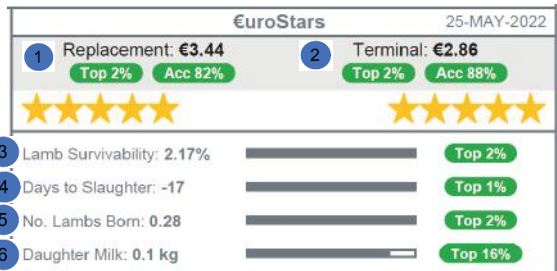 €uroStars 25-MAY-2022
1 Replacement: €3.44 2 Terminal: €2.86
Top 2% Acc 82% Top 2% Acc 88%
3 Lamb Survivability: 2.17% Top 2%
4 Days to Slaughter: -17 Top 1%
5 No. Lambs Born: 0.28 Top 2%
6 Daughter Milk: 0.1 kg Top 16%